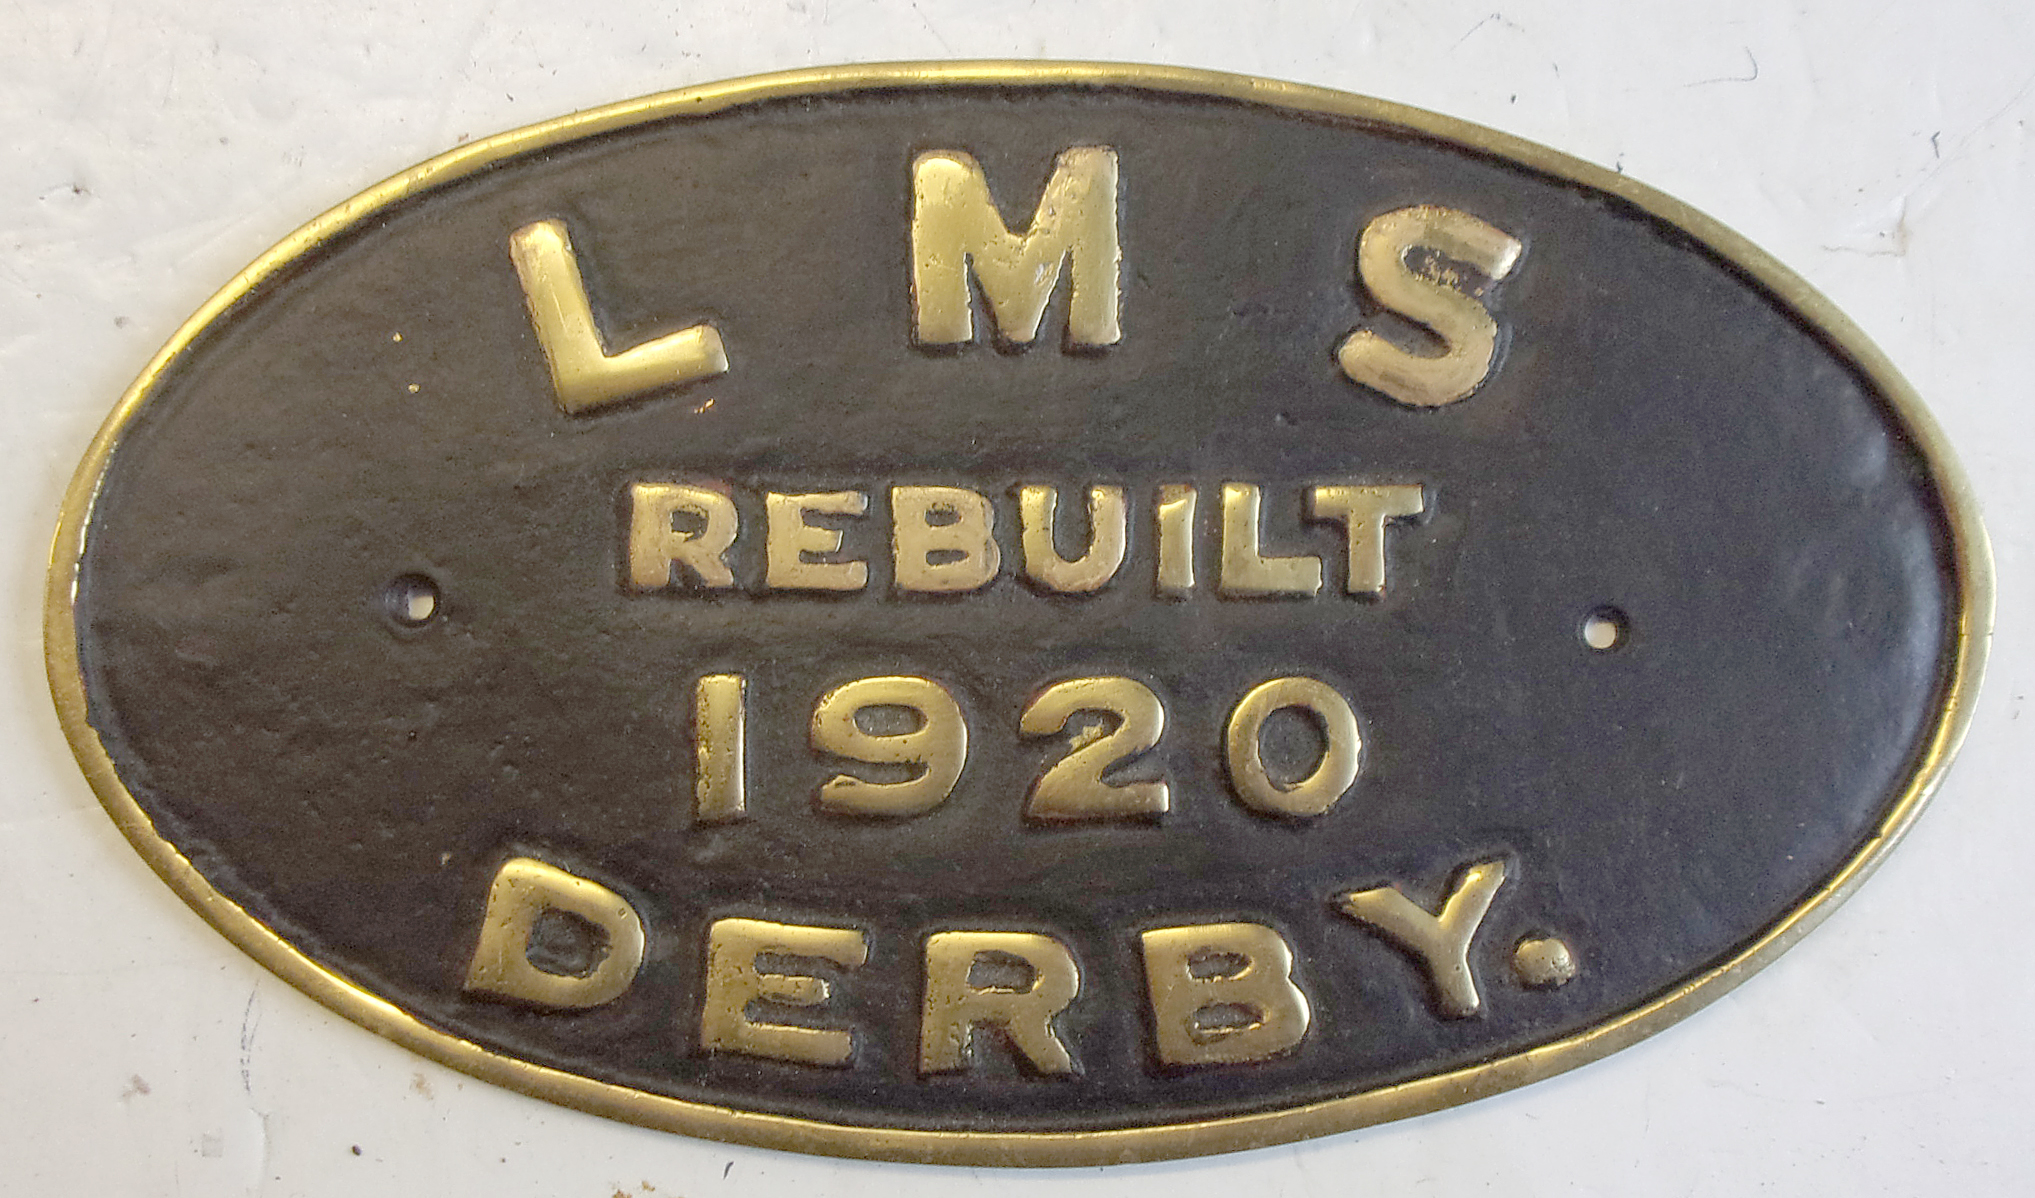 L M S
REBUILT
1920
DERBY.